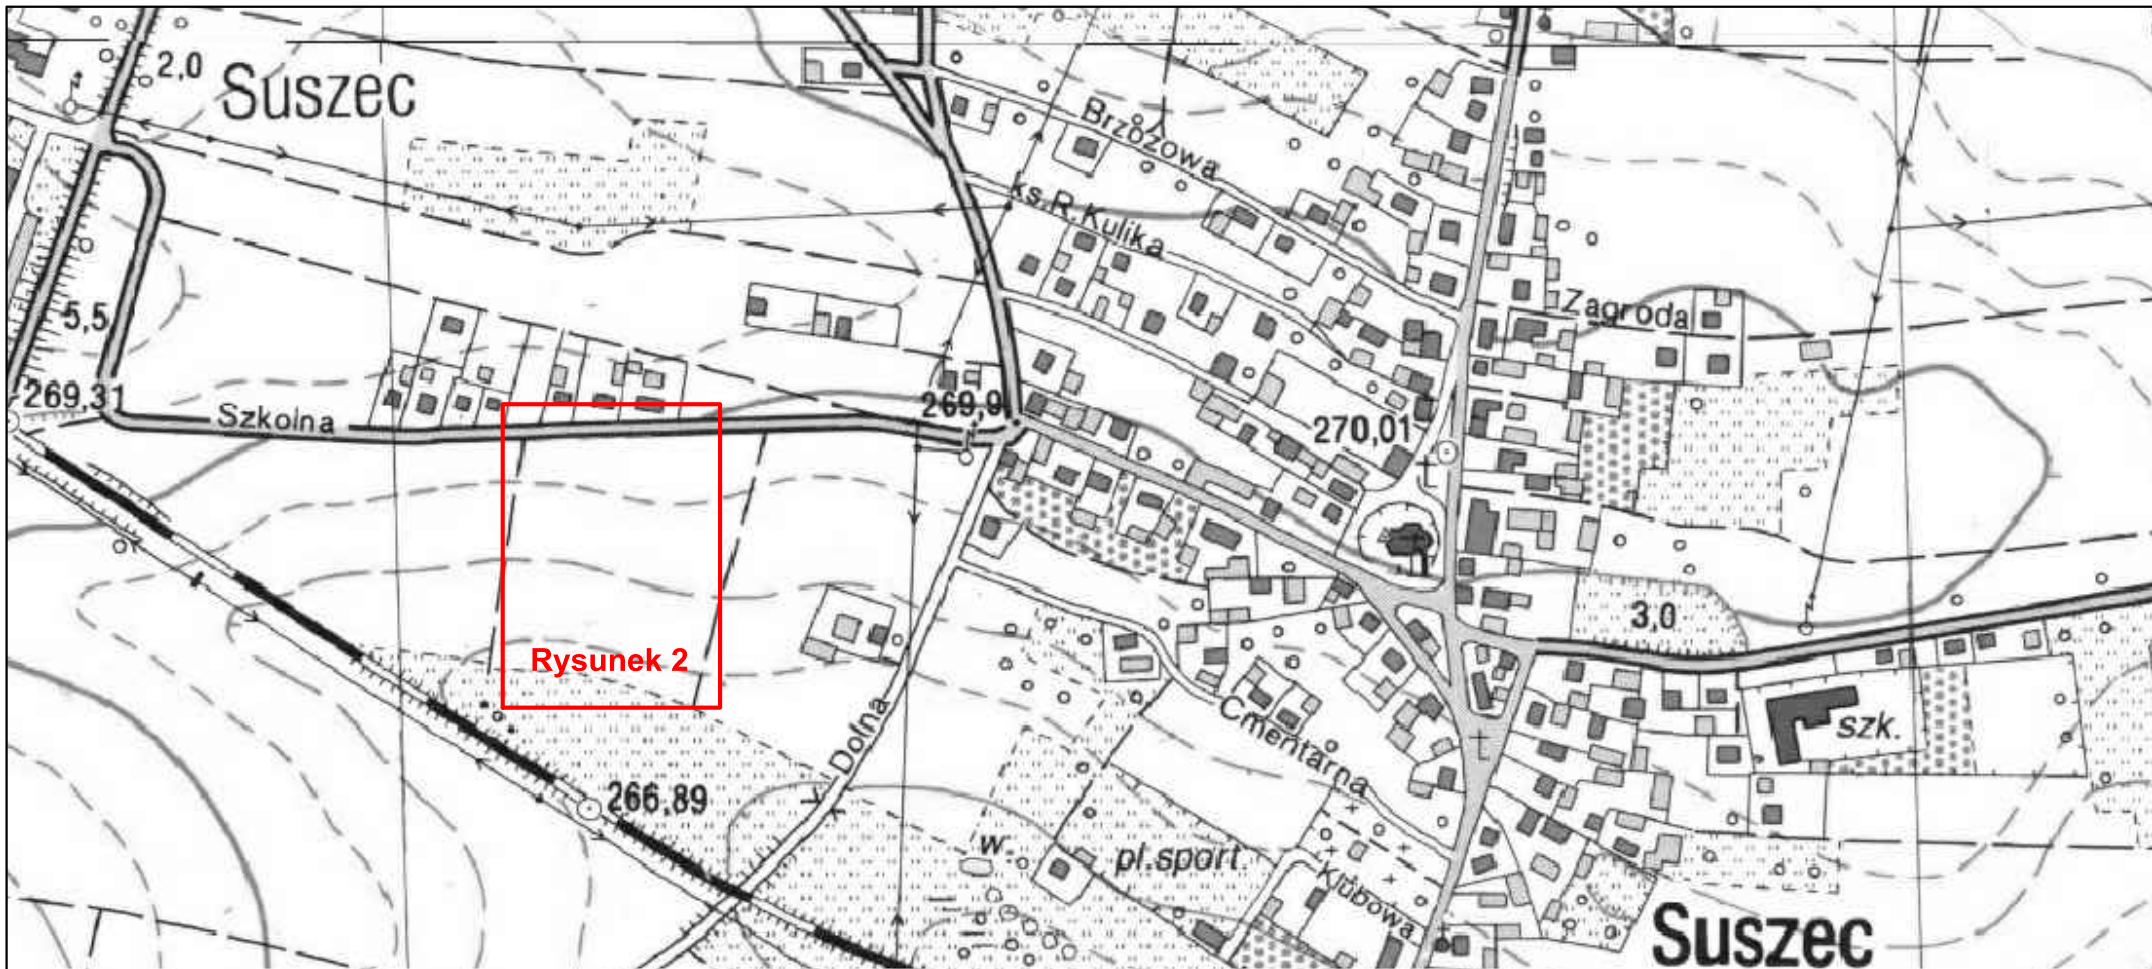 2,0
Suszec
Brzozowa
ks. R. Kulika
Zagroda
5,5
269,31
Szkolna
269,9
270,01
3,0
Rysunek 2
szk.
Cmentarna
Dolna
266,89
w.
pl.sport.
Klubowa
Suszec